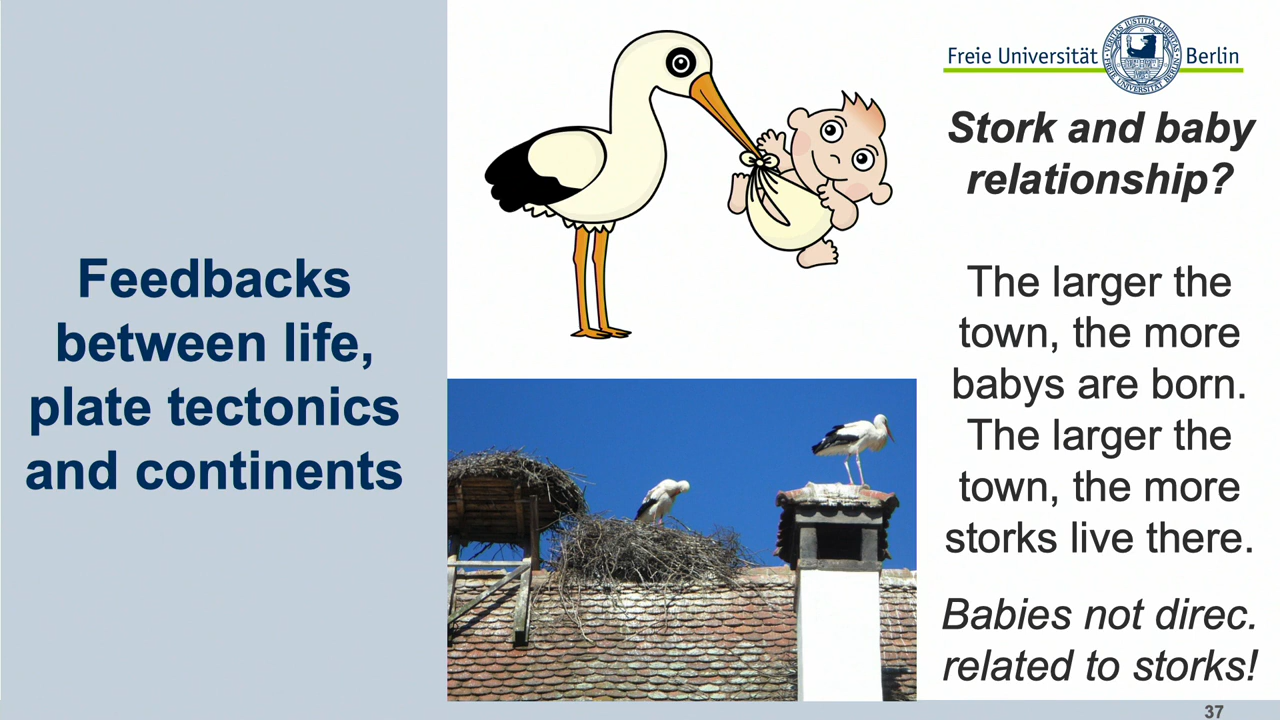 Feedbacks
between life,
plate tectonics
and continents
Freie Universität Berlin
Stork and baby
relationship?
The larger the
town, the more
babys are born.
The larger the
town, the more
storks live there.
Babies not direc.
related to storks!
37